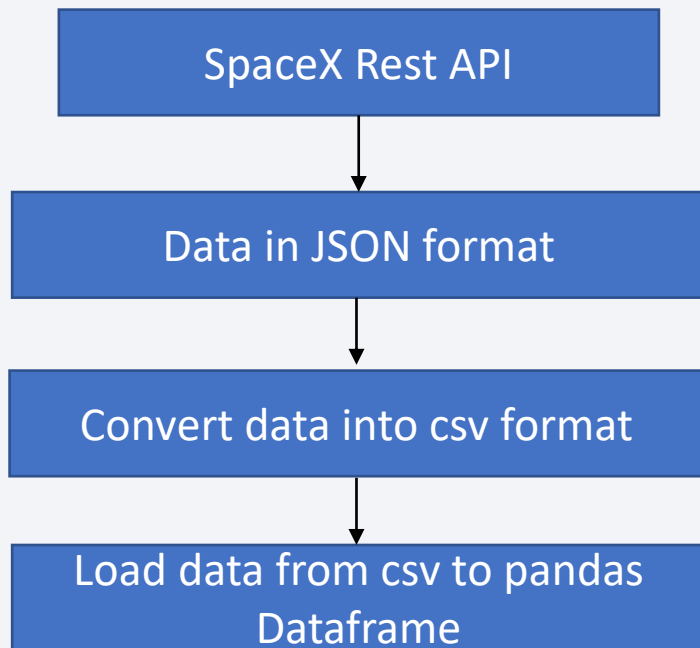 SpaceX Rest API
Data in JSON format
Convert data into csv format
Load data from csv to pandas
Dataframe